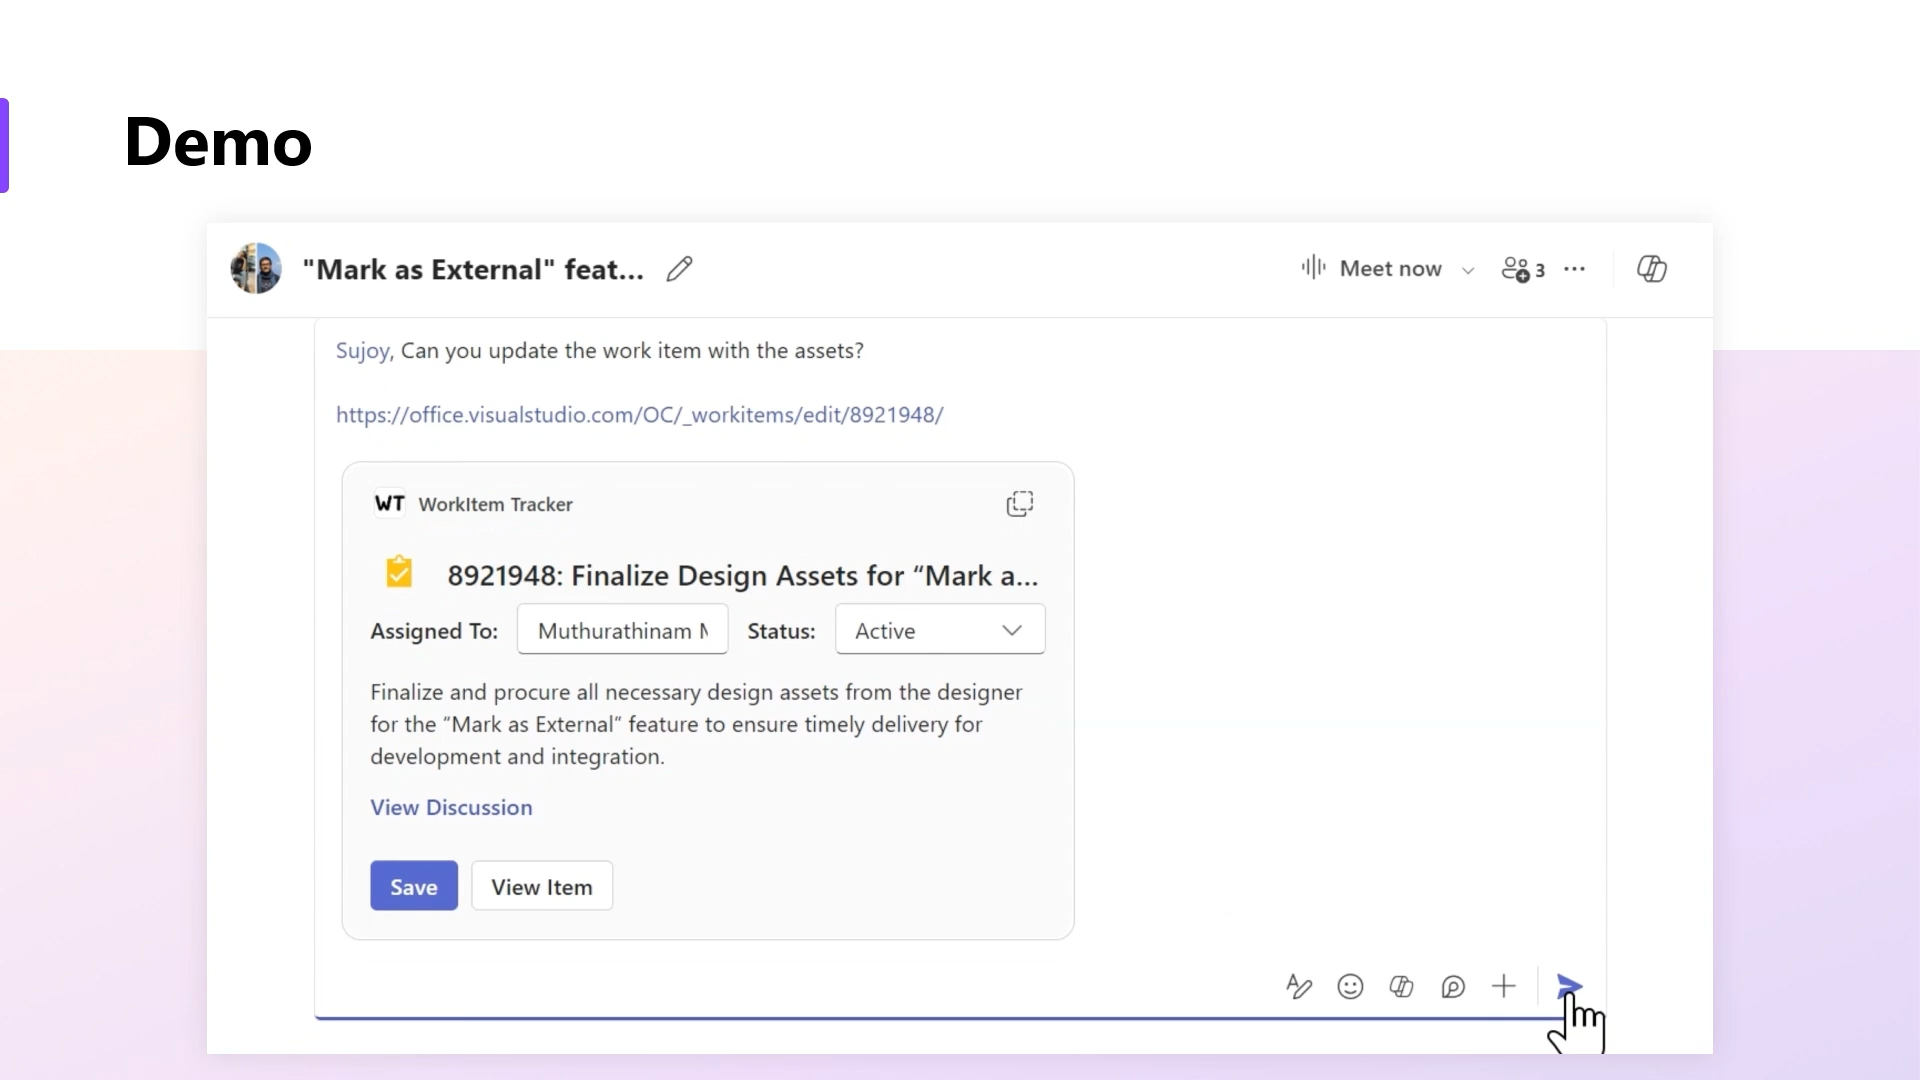 Demo
"Mark as External" feat...
Meet now
3
Sujoy, Can you update the work item with the assets?
https://office.visualstudio.com/OC/_workitems/edit/8921948/
WT WorkItem Tracker
8921948: Finalize Design Assets for “Mark a...
Assigned To: Muthurathinam Status: Active
Finalize and procure all necessary design assets from the designer
for the “Mark as External” feature to ensure timely delivery for
development and integration.
View Discussion
Save View Item